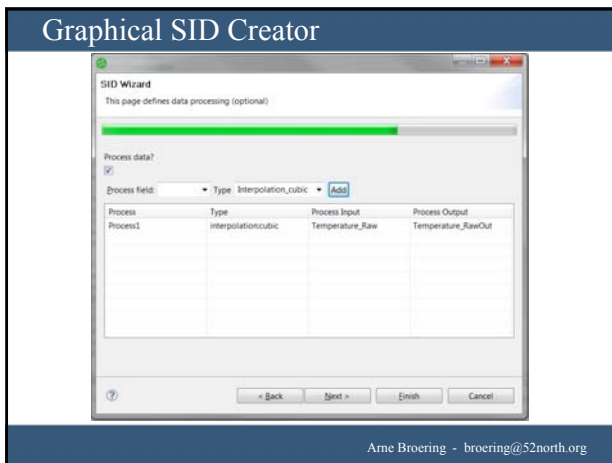 Graphical SID Creator
SID Wizard
This page defines data processing (optional)
Process data?
Process field: Type Interpolation_cubic Add
Process Type Process Input Process Output
Process1 interpolation:cubic Temperature_Raw Temperature_RawOut
? < Back Next > Finish Cancel
Arne Broering - broering@52north.org